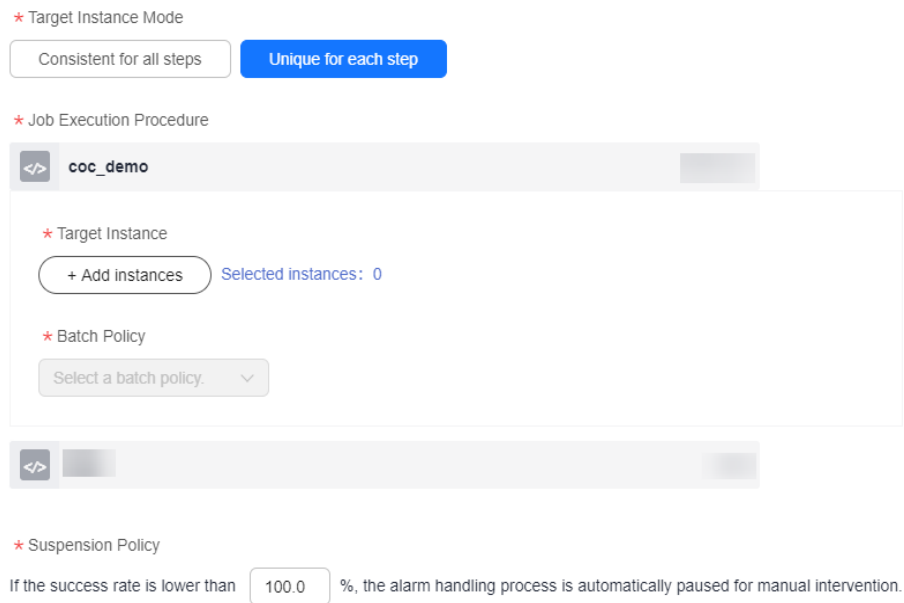 * Target Instance Mode
Consistent for all steps Unique for each step
* Job Execution Procedure
</> coc_demo
* Target Instance
+ Add instances Selected instances: 0
* Batch Policy
Select a batch policy.
</>
* Suspension Policy
If the success rate is lower than 100.0 %, the alarm handling process is automatically paused for manual intervention.